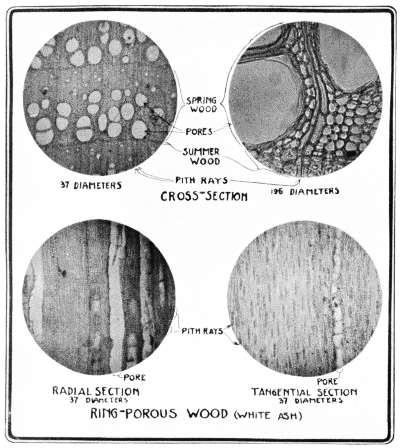 SPRING
WOOD
PORES
SUMMER
WOOD
PITH RAYS
37 DIAMETERS
196 DIAMETERS
CROSS-SECTION
PITH RAYS
PORE
PORE
RADIAL SECTION
37 DIAMETERS
TANGENTIAL SECTION
37 DIAMETERS
RING-POROUS WOOD (WHITE ASH)